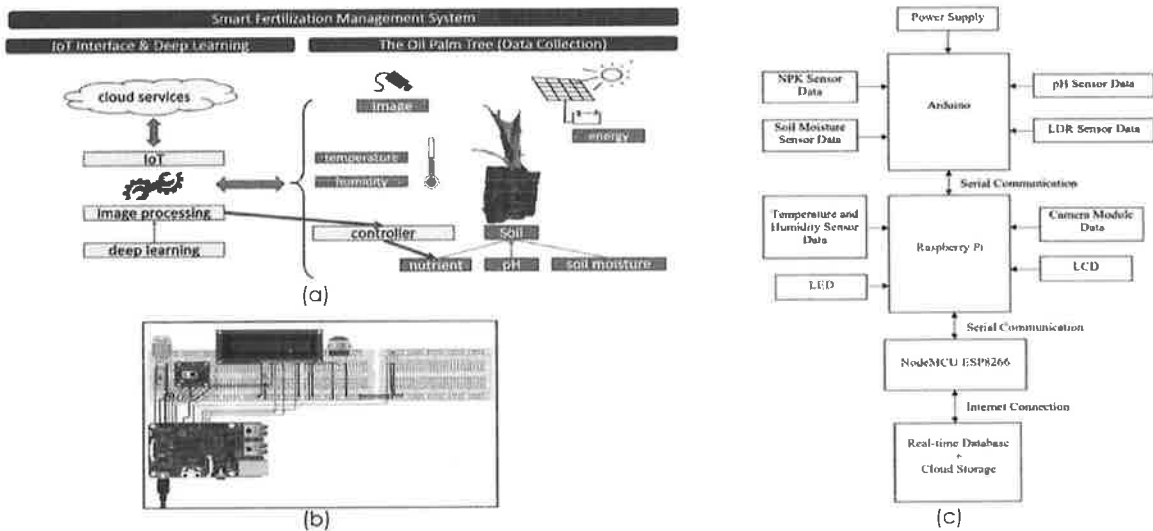 Smart Fertilization Management System
IoT Interface & Deep Learning
The Oil Palm Tree (Data Collection)
cloud services
IoT
image processing
deep learning
image
temperature
humidity
controller
energy
Soil
nutrient
pH
soil moisture
(a)
(b)
Power Supply
NPK Sensor
Data
Soil Moisture
Sensor Data
Arduino
pH Sensor Data
LDR Sensor Data
Serial Communication
Temperature and
Humidity Sensor
Data
LED
Raspberry Pi
Camera Module
Data
LCD
Serial Communication
NodeMCU ESP8266
Internet Connection
Real-time Database
+
Cloud Storage
(c)